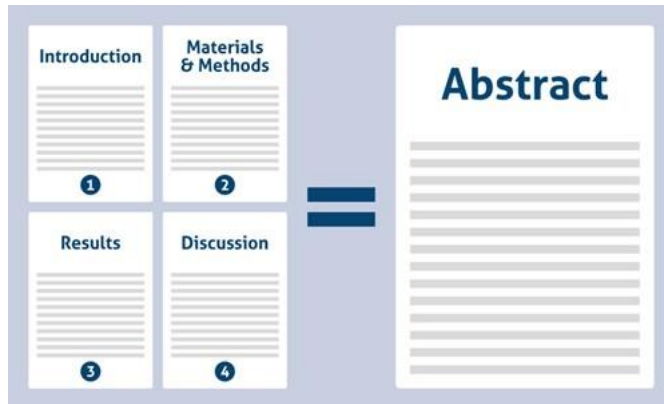 Introduction
1
Materials
& Methods
2
Results
3
Discussion
4
Abstract